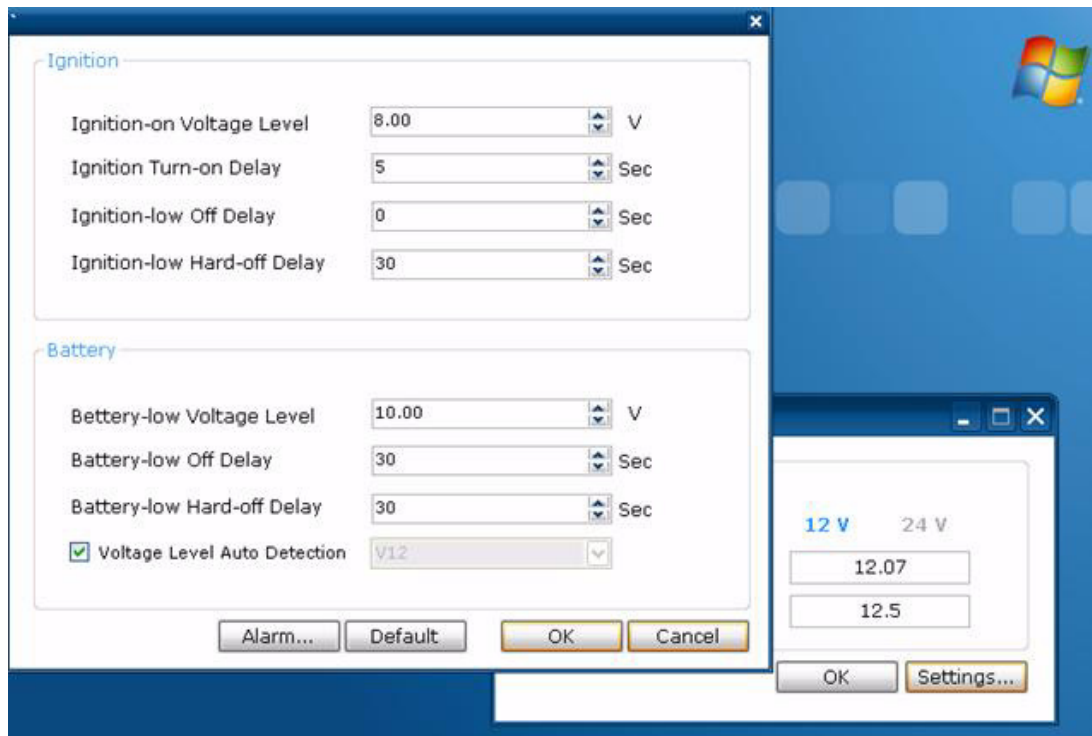 Ignition
Ignition-on Voltage Level 8.00 V
Ignition Turn-on Delay 5 Sec
Ignition-low Off Delay 0 Sec
Ignition-low Hard-off Delay 30 Sec
Battery
Bettery-low Voltage Level 10.00 V
Battery-low Off Delay 30 Sec
Battery-low Hard-off Delay 30 Sec
Voltage Level Auto Detection V12
Alarm... Default OK Cancel
12 V 24 V
12.07
12.5
OK Settings...